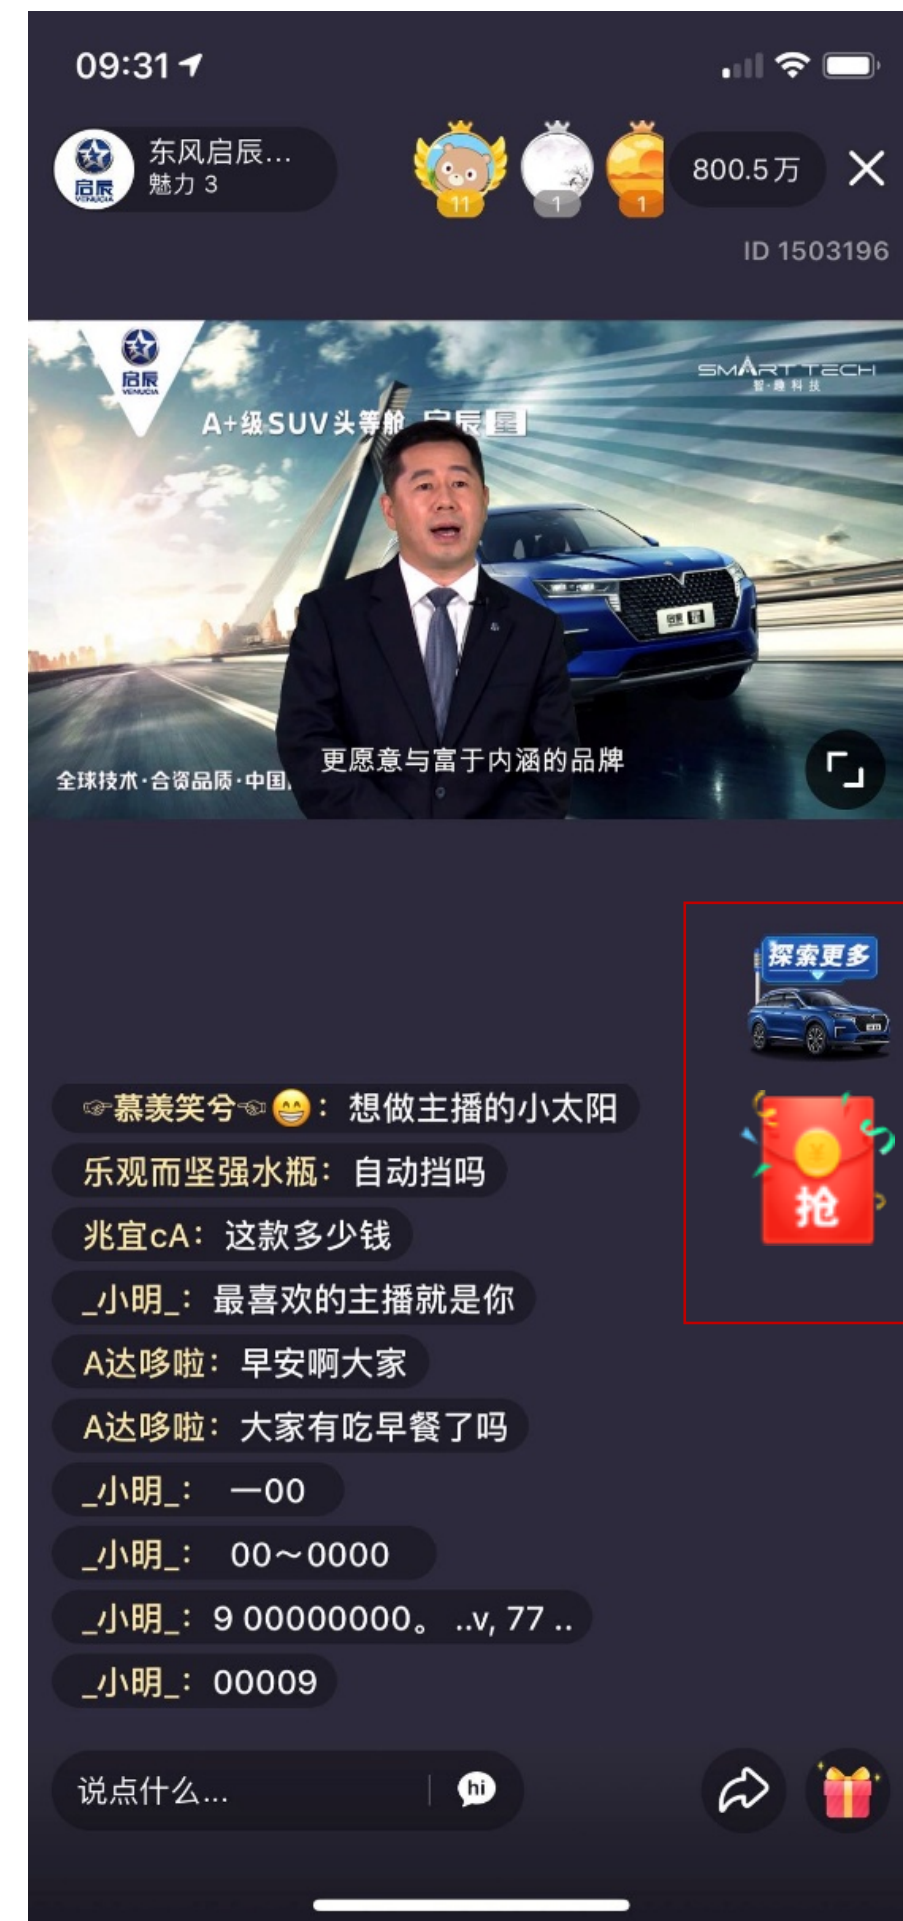 09:31
东风启辰...
魅力 3
启辰
VENUCIA
11
1
1
800.5万
ID 1503196
启辰
VENUCIA
SMART TECH
智·趣科技
A+级SUV头等舱 启辰 星
更愿意与富于内涵的品牌
全球技术·合资品质·中国
探索更多
抢
☞慕羡笑兮☜😁：想做主播的小太阳
乐观而坚强水瓶：自动挡吗
兆宜cA：这款多少钱
_小明_：最喜欢的主播就是你
A达哆啦：早安啊大家
A达哆啦：大家有吃早餐了吗
_小明_： 一00
_小明_： 00～0000
_小明_：9 00000000。 ..v, 77 ..
_小明_：00009
说点什么...
hi